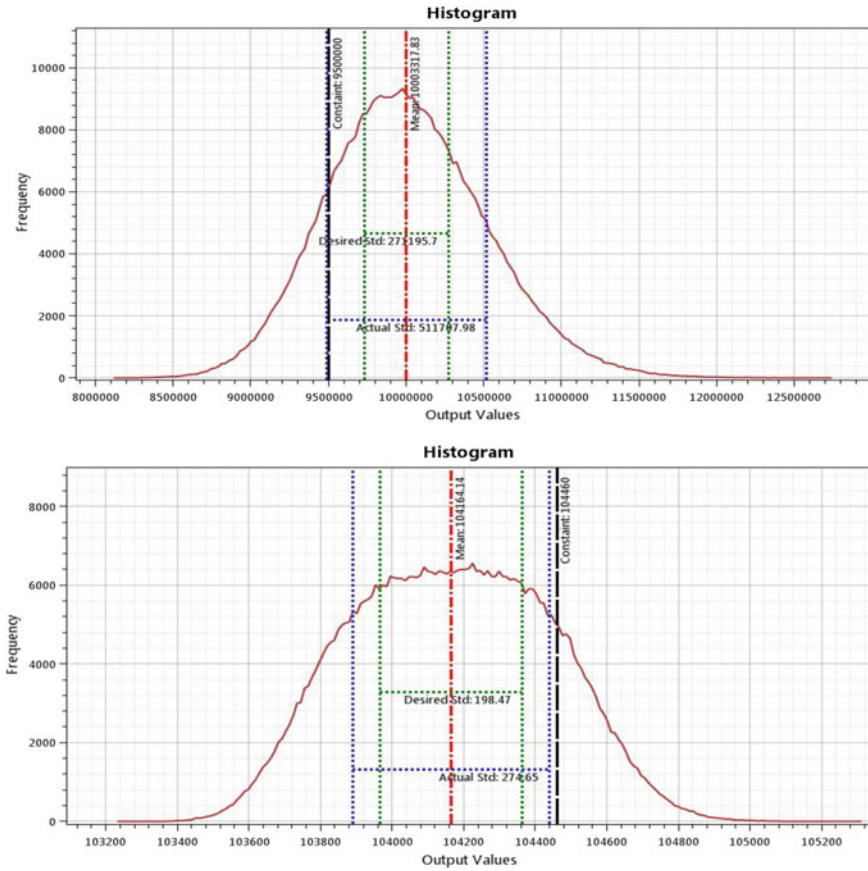 Histogram
10000
8000
6000
4000
2000
0
Frequency
Constaint: 9500000
Mean: 10003317.83
Desired Std: 271195.7
Actual Std: 511707.98
8000000 8500000 9000000 9500000 10000000 10500000 11000000 11500000 12000000 12500000
Output Values
Histogram
8000
6000
4000
2000
0
Frequency
Mean: 104164.14
Constaint: 104460
Desired Std: 198.47
Actual Std: 274.65
103200 103400 103600 103800 104000 104200 104400 104600 104800 105000 105200
Output Values